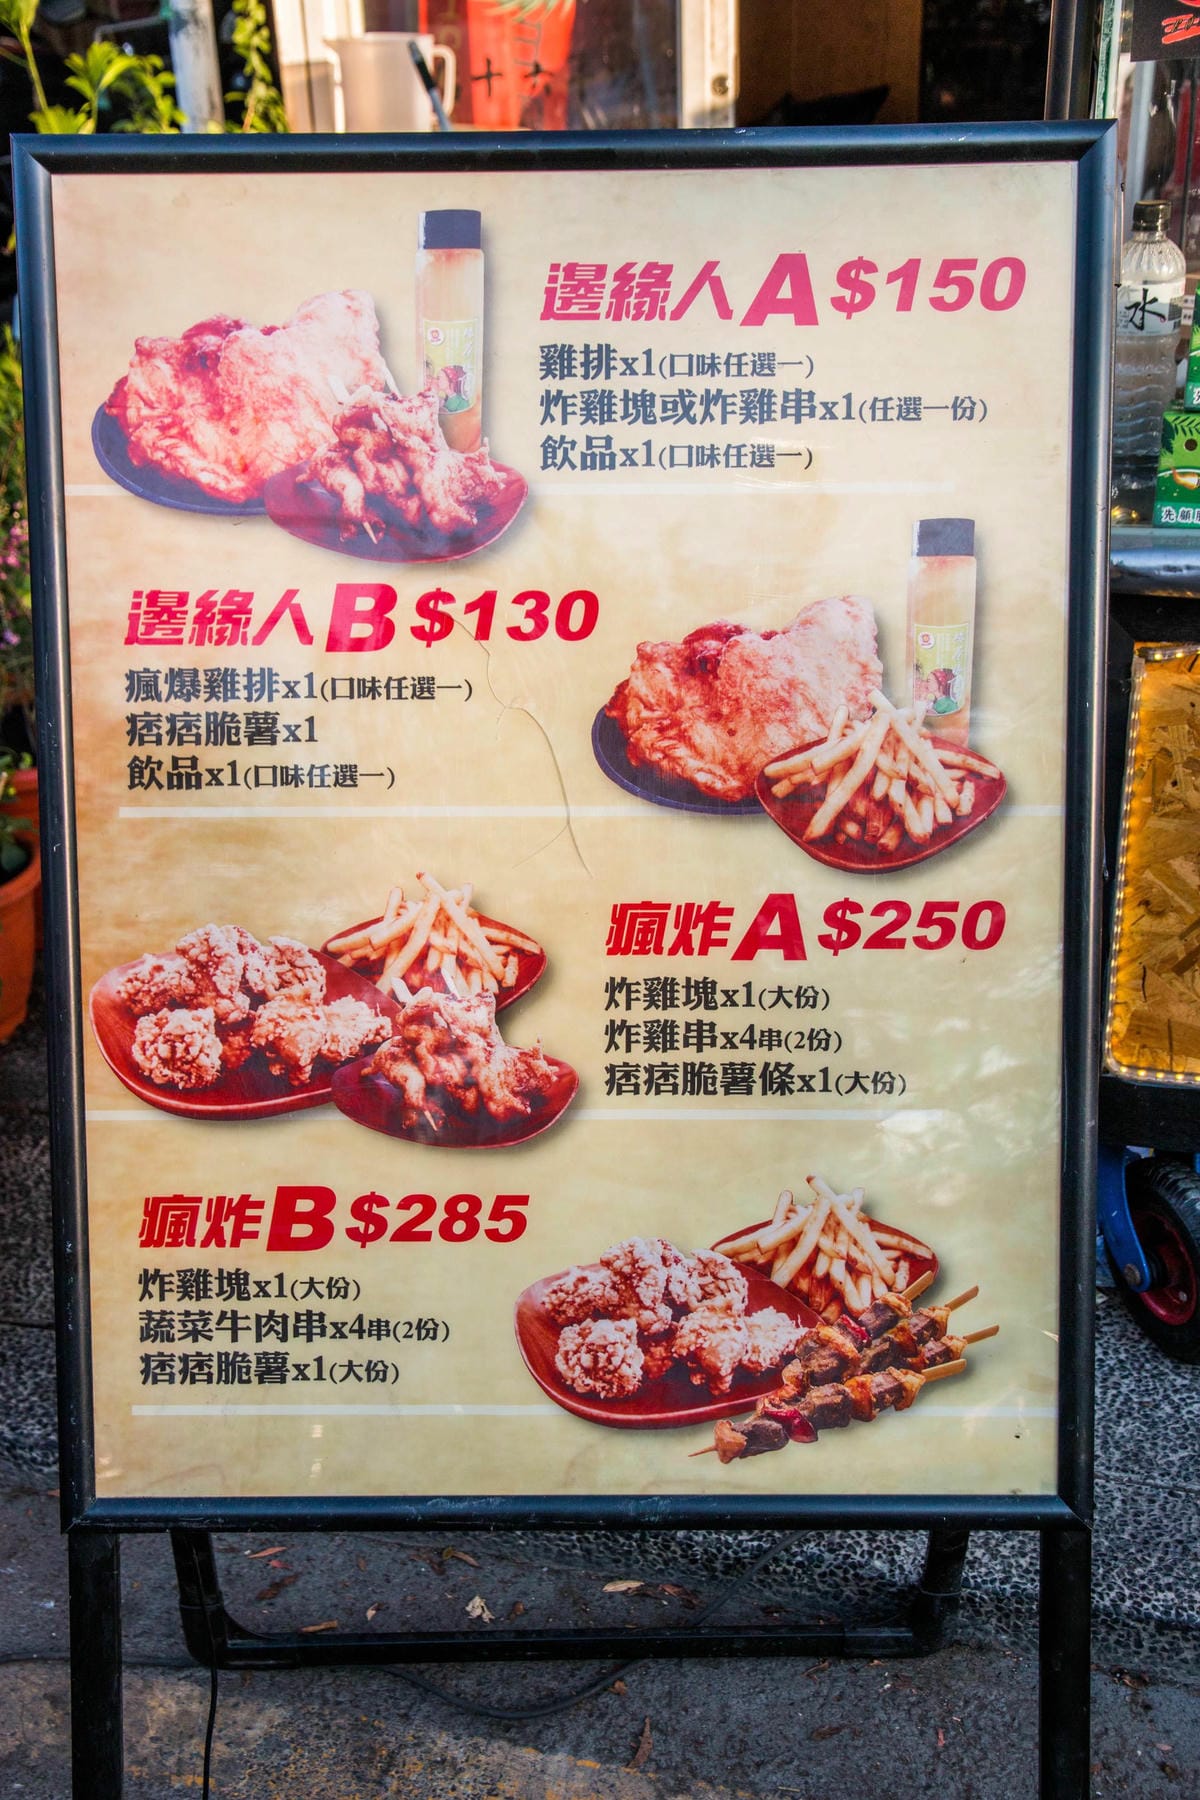 邊緣人A$150
雞排x1(口味任選一)
炸雞塊或炸雞串x1(任選一份)
飲品x1(口味任選一)
邊緣人B$130
瘋爆雞排x1(口味任選一)
痞痞脆薯x1
飲品x1(口味任選一)
瘋炸A$250
炸雞塊x1(大份)
炸雞串x4串(2份)
痞痞脆薯條x1(大份)
瘋炸B$285
炸雞塊x1(大份)
蔬菜牛肉串x4串(2份)
痞痞脆薯x1(大份)
水